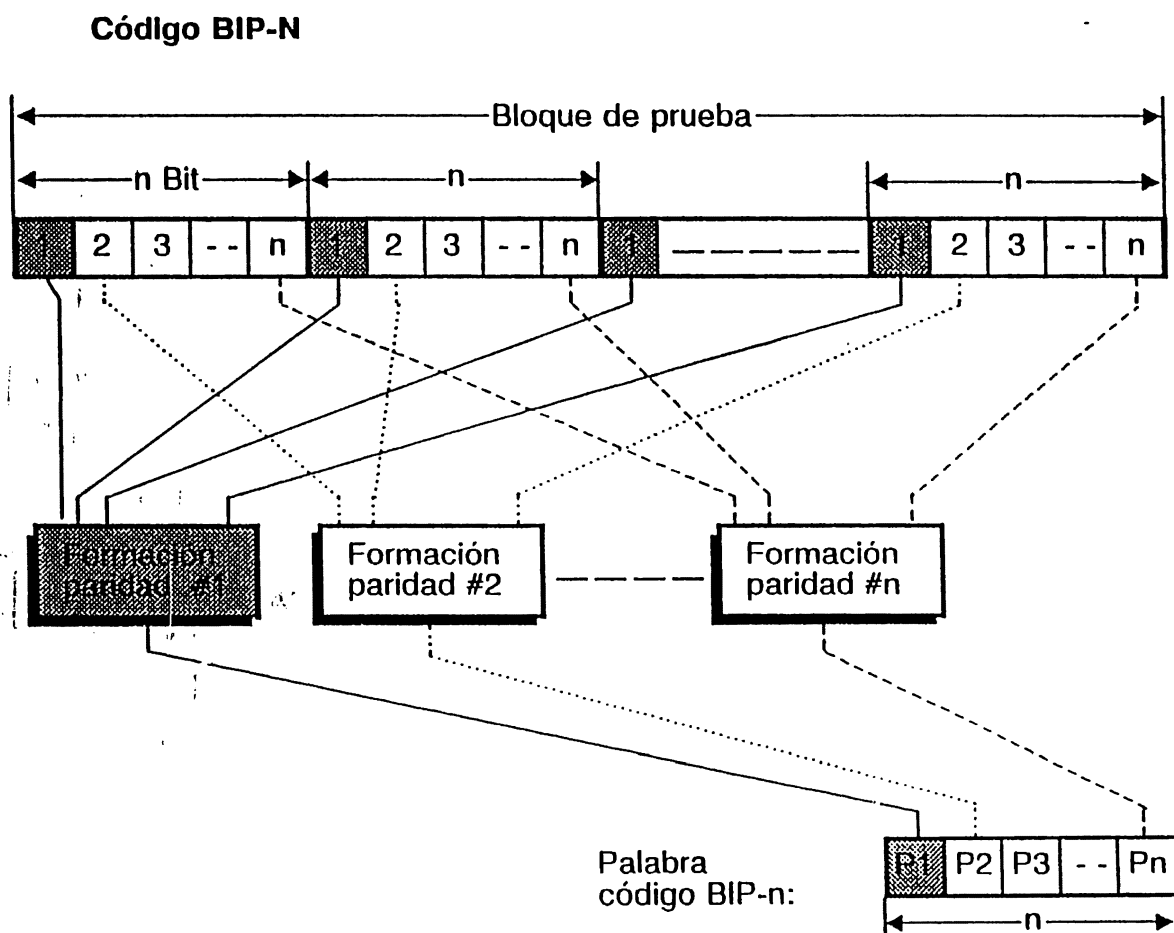 Código BIP-N
Bloque de prueba
n Bit n n
1 2 3 -- n 1 2 3 -- n 1 1 2 3 -- n
Formación
paridad #1
Formación
paridad #2
Formación
paridad #n
Palabra
código BIP-n:
P1 P2 P3 -- Pn
n